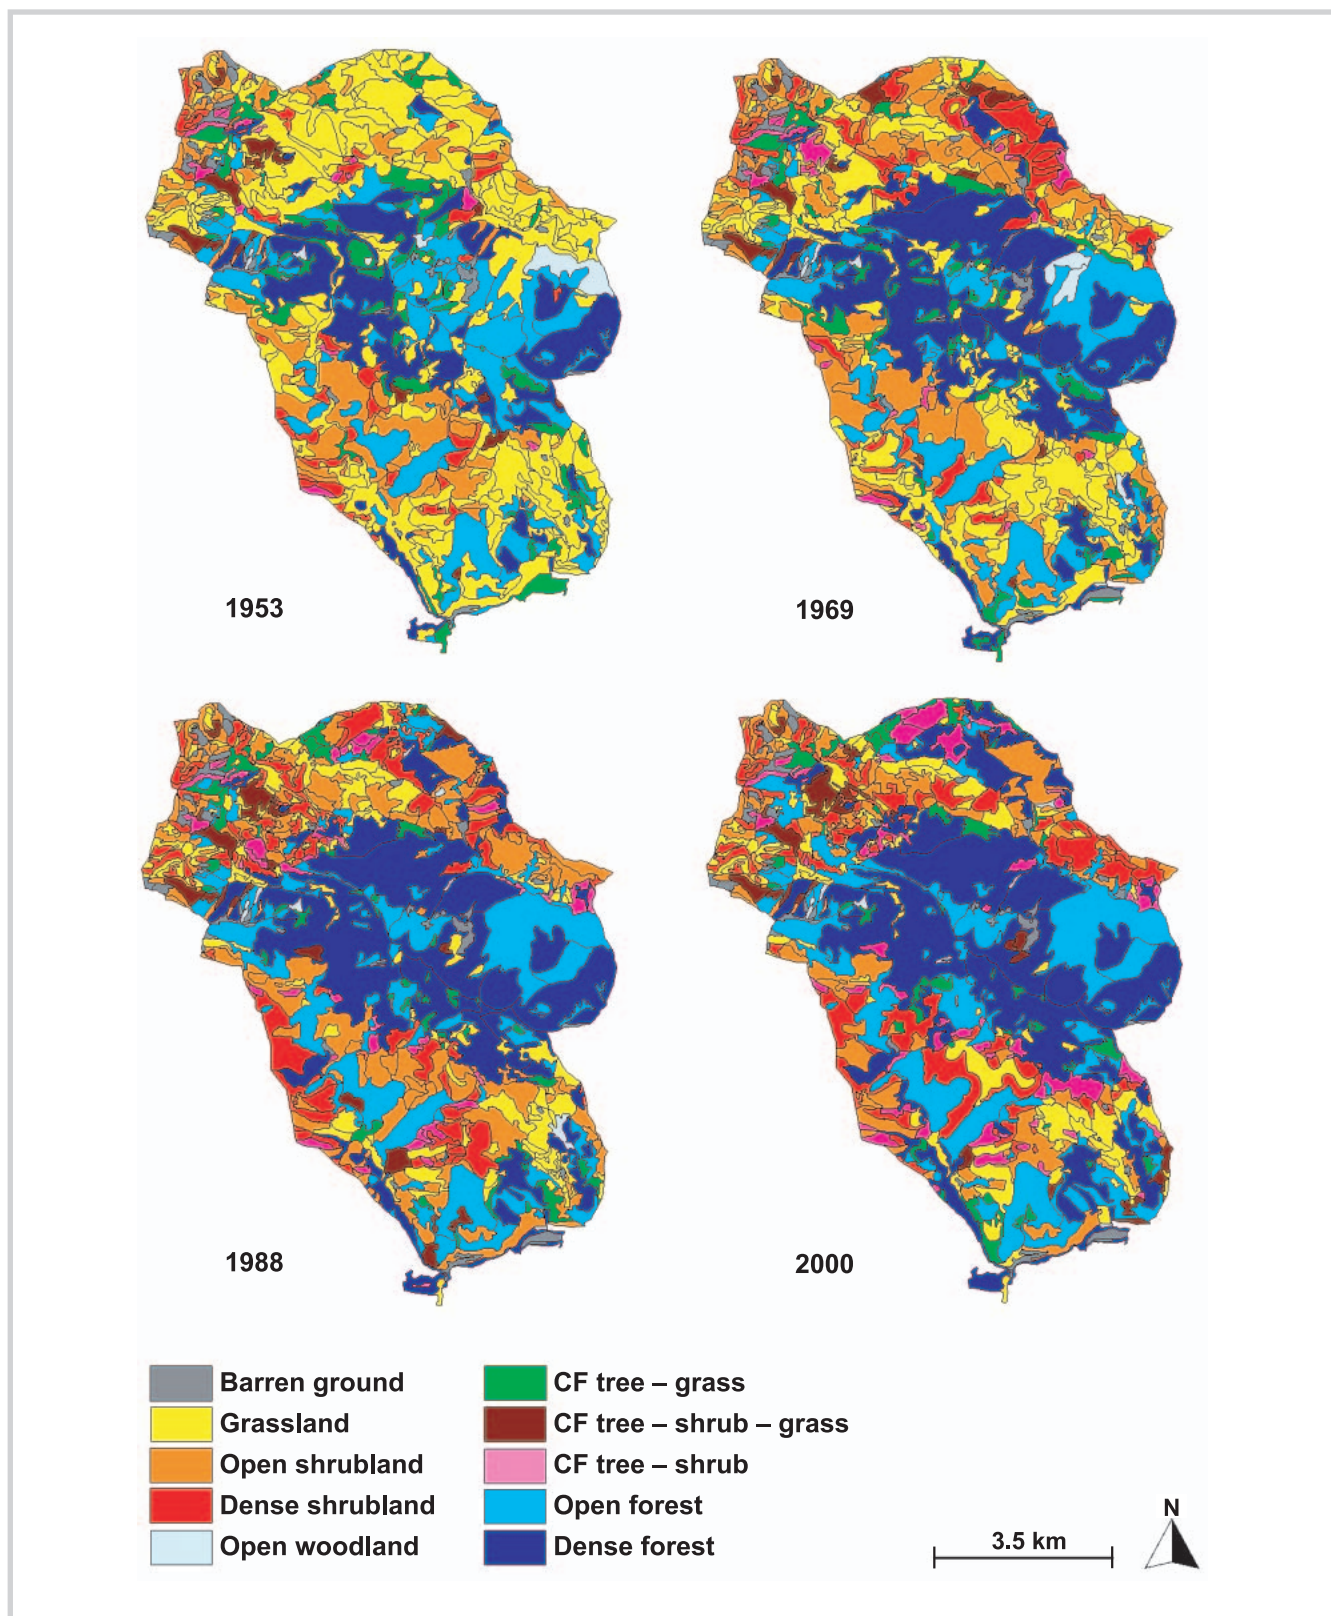 1953
1969
1988
2000
Barren ground
Grassland
Open shrubland
Dense shrubland
Open woodland
CF tree – grass
CF tree – shrub – grass
CF tree – shrub
Open forest
Dense forest
3.5 km
N